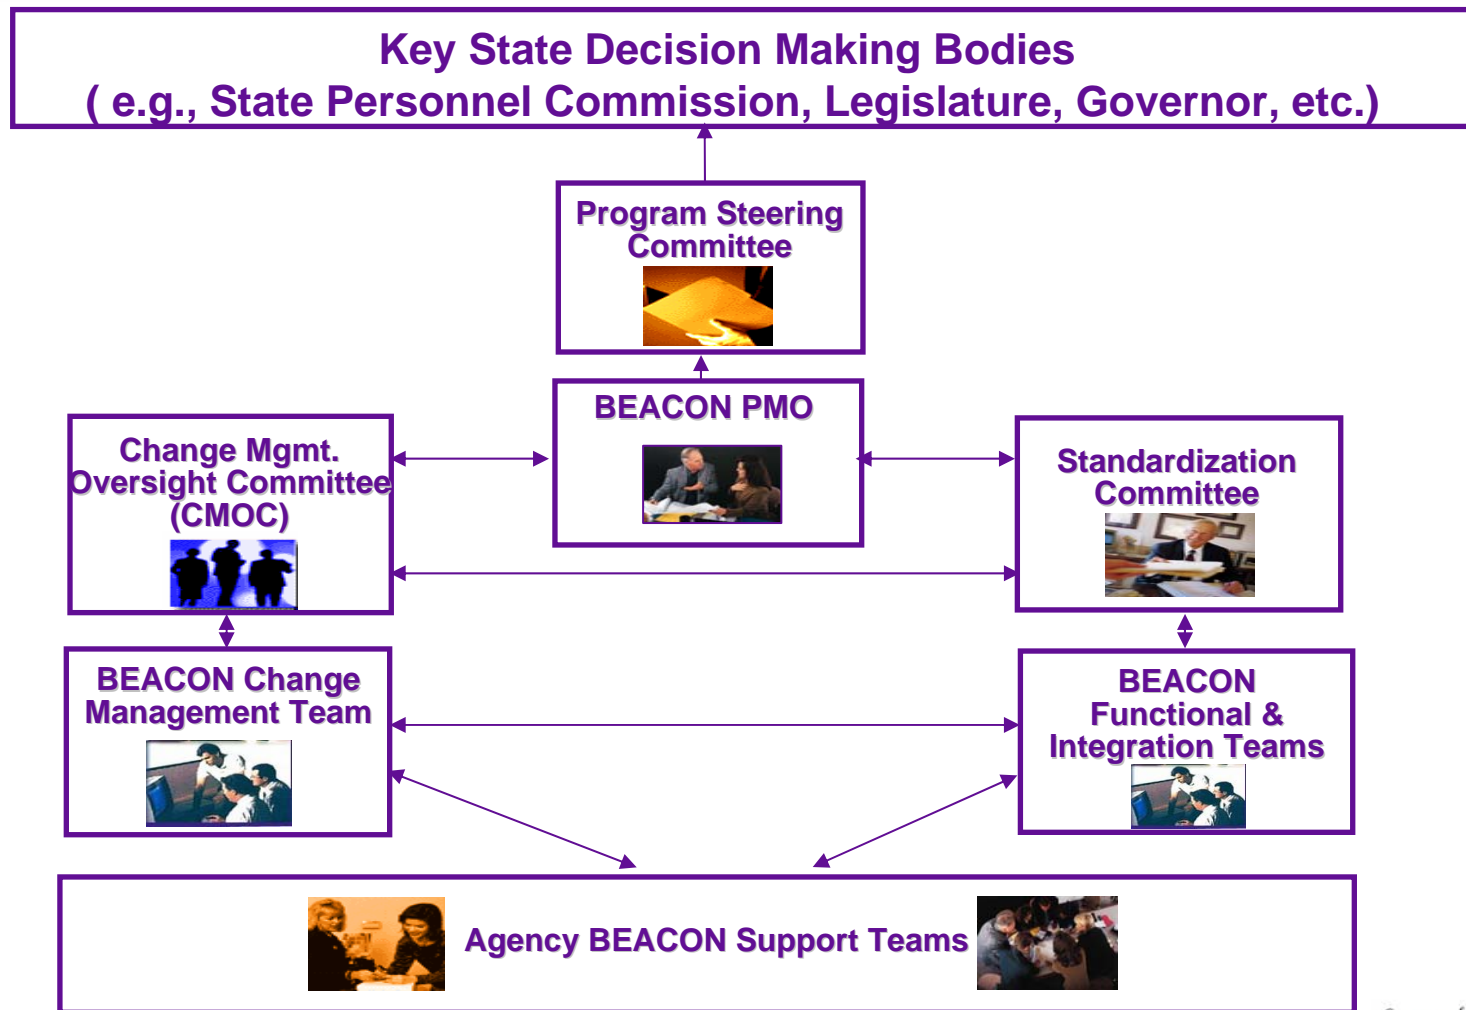 Key State Decision Making Bodies
( e.g., State Personnel Commission, Legislature, Governor, etc.)
Program Steering
Committee
BEACON PMO
Change Mgmt.
Oversight Committee
(CMOC)
Standardization
Committee
BEACON Change
Management Team
BEACON
Functional &
Integration Teams
Agency BEACON Support Teams